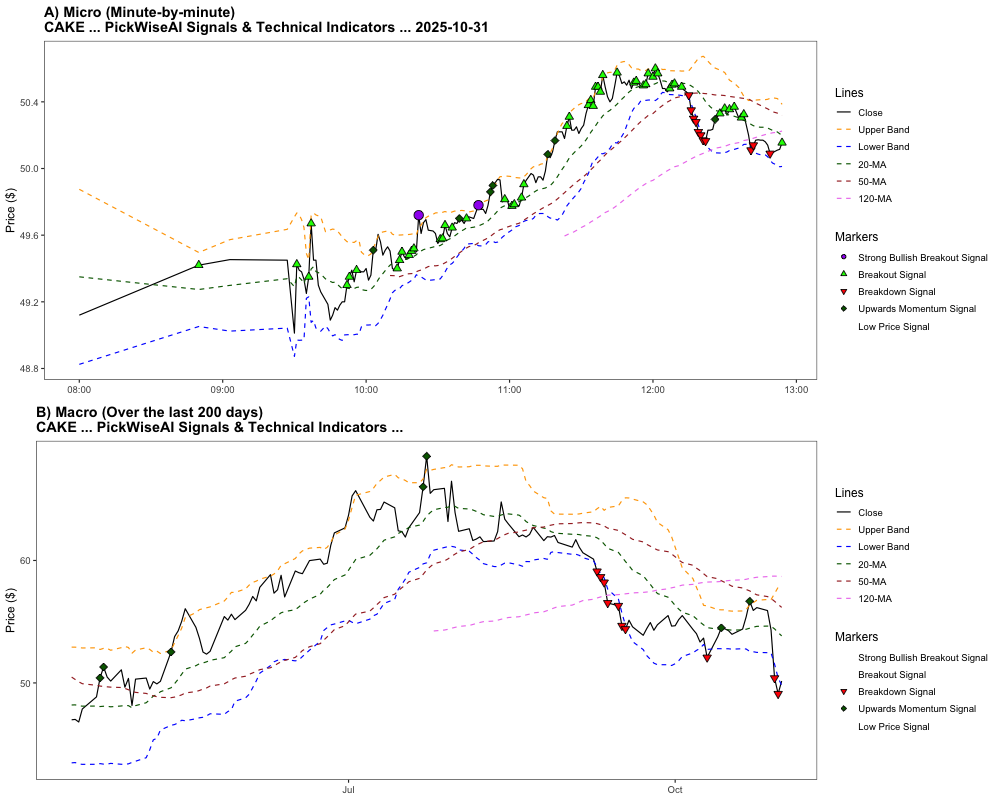 A) Micro (Minute-by-minute)
CAKE ... PickWiseAI Signals & Technical Indicators ... 2025-10-31
Price ($)
50.4
50.0
49.6
49.2
48.8
08:00 09:00 10:00 11:00 12:00 13:00
Lines
Close
Upper Band
Lower Band
20-MA
50-MA
120-MA
Markers
Strong Bullish Breakout Signal
Breakout Signal
Breakdown Signal
Upwards Momentum Signal
Low Price Signal
B) Macro (Over the last 200 days)
CAKE ... PickWiseAI Signals & Technical Indicators ...
Price ($)
60
50
Jul Oct
Lines
Close
Upper Band
Lower Band
20-MA
50-MA
120-MA
Markers
Strong Bullish Breakout Signal
Breakout Signal
Breakdown Signal
Upwards Momentum Signal
Low Price Signal